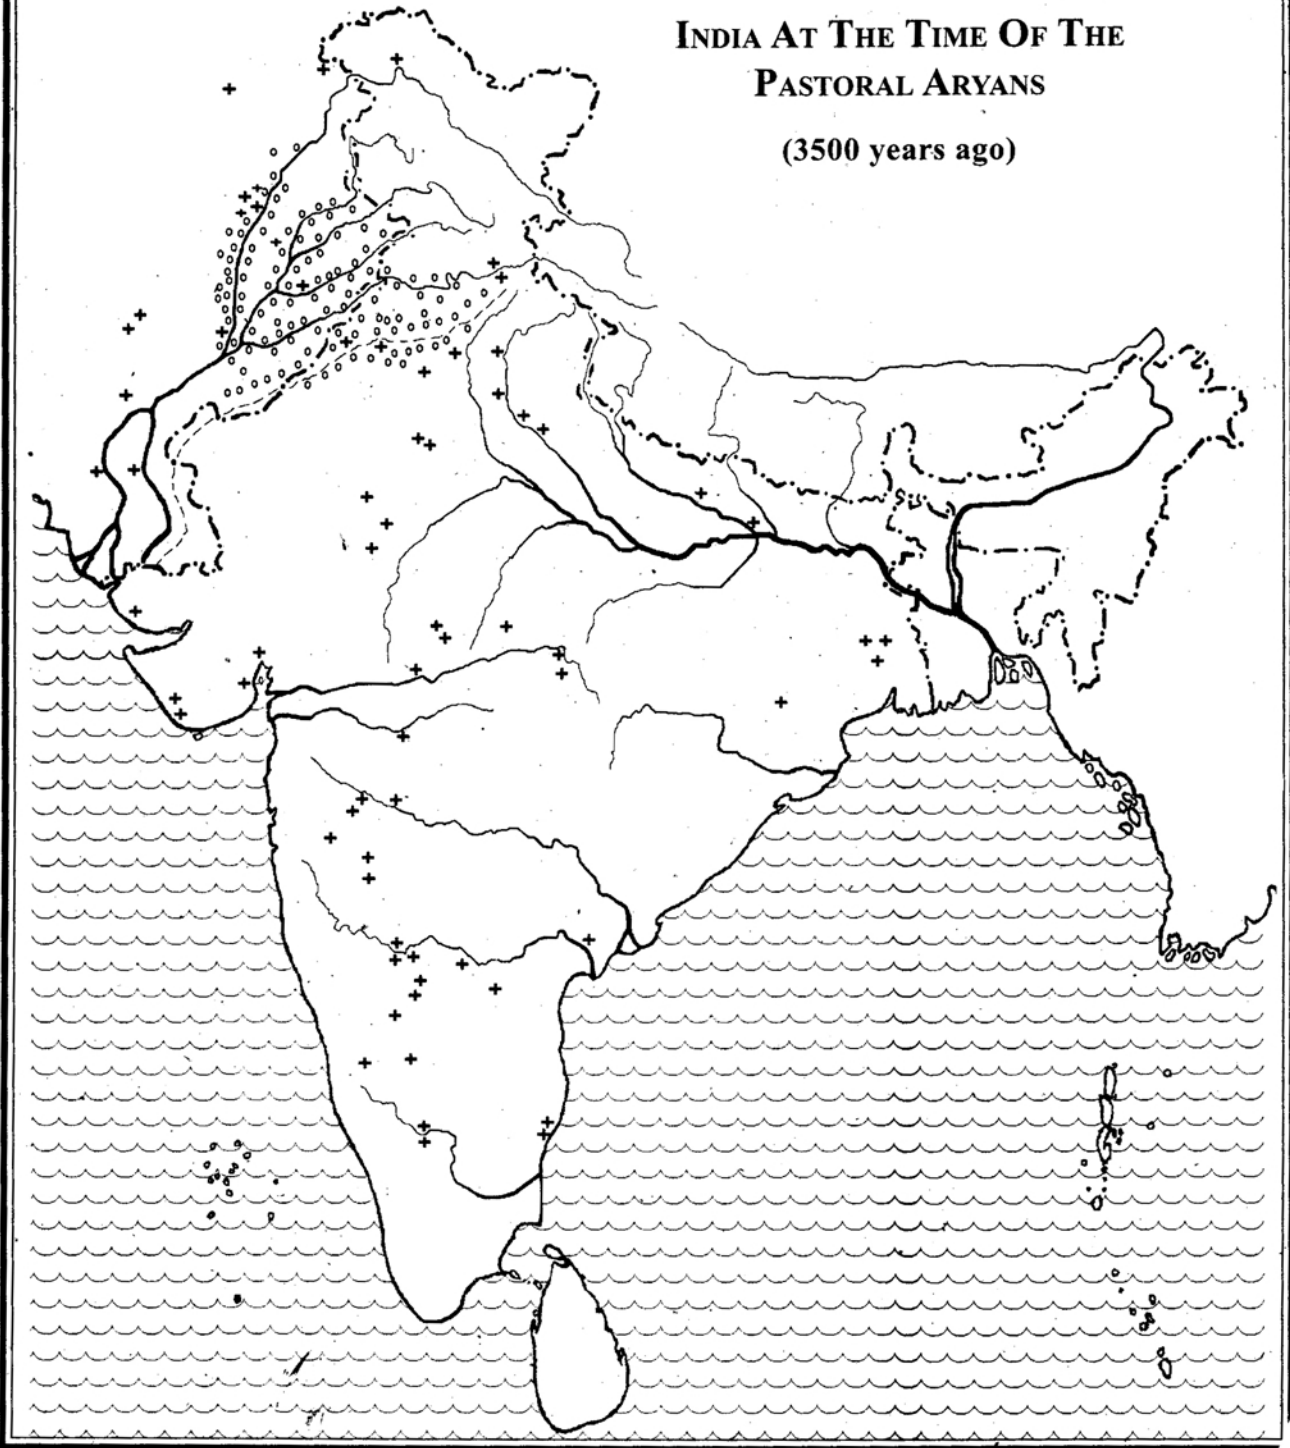 INDIA AT THE TIME OF THE
PASTORAL ARYANS
(3500 years ago)